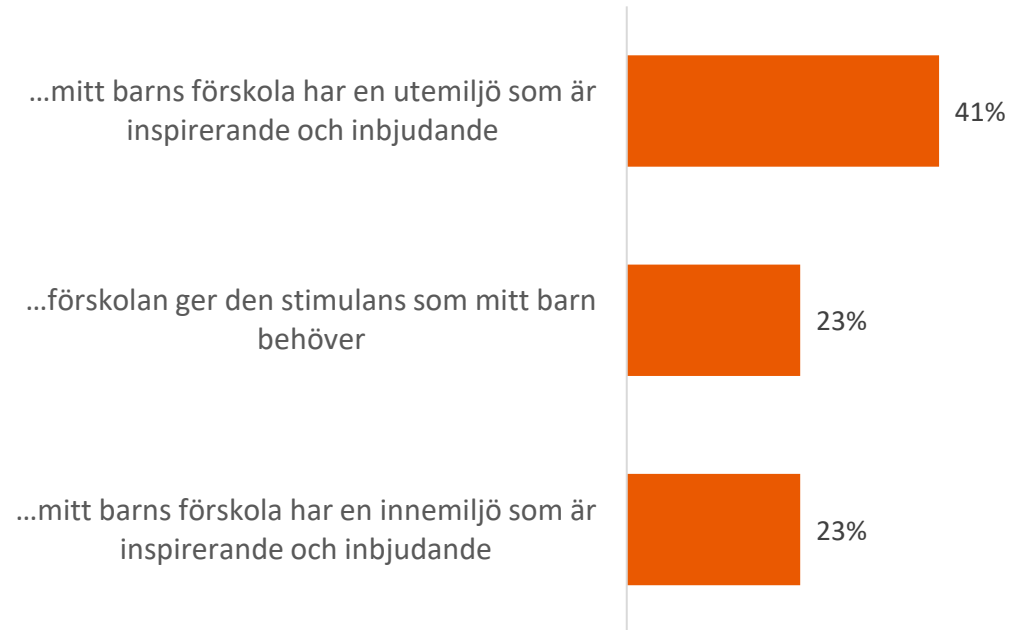 …mitt barns förskola har en utemiljö som är
inspirerande och inbjudande
41%
…förskolan ger den stimulans som mitt barn
behöver
23%
…mitt barns förskola har en innemiljö som är
inspirerande och inbjudande
23%